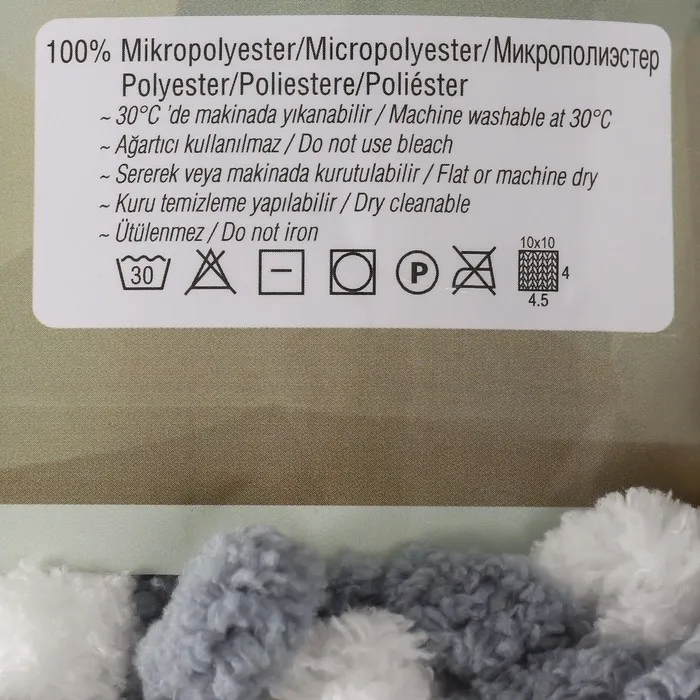 100% Mikropolyester/Micropolyester/Микрополиэстер
Polyester/Poliestere/Poliéster
~ 30°C 'de makinada yıkanabilir / Machine washable at 30°C
~ Ağartıcı kullanılmaz / Do not use bleach
~ Sererek veya makinada kurutulabilir / Flat or machine dry
~ Kuru temizleme yapılabilir / Dry cleanable
~ Ütülenmez / Do not iron
10x10
30 P 4
4.5